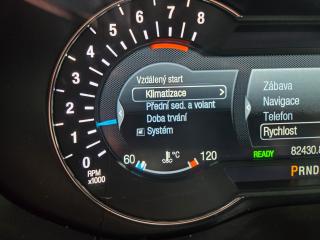 8
7
6
5
4
3
2
1
0
RPM
x1000
Vzdálený start
Klimatizace
Přední sed. a volant
Doba trvání
Systém
60
°C
120
Zábava
Navigace
Telefon
Rychlost
READY
82430.8
PRND